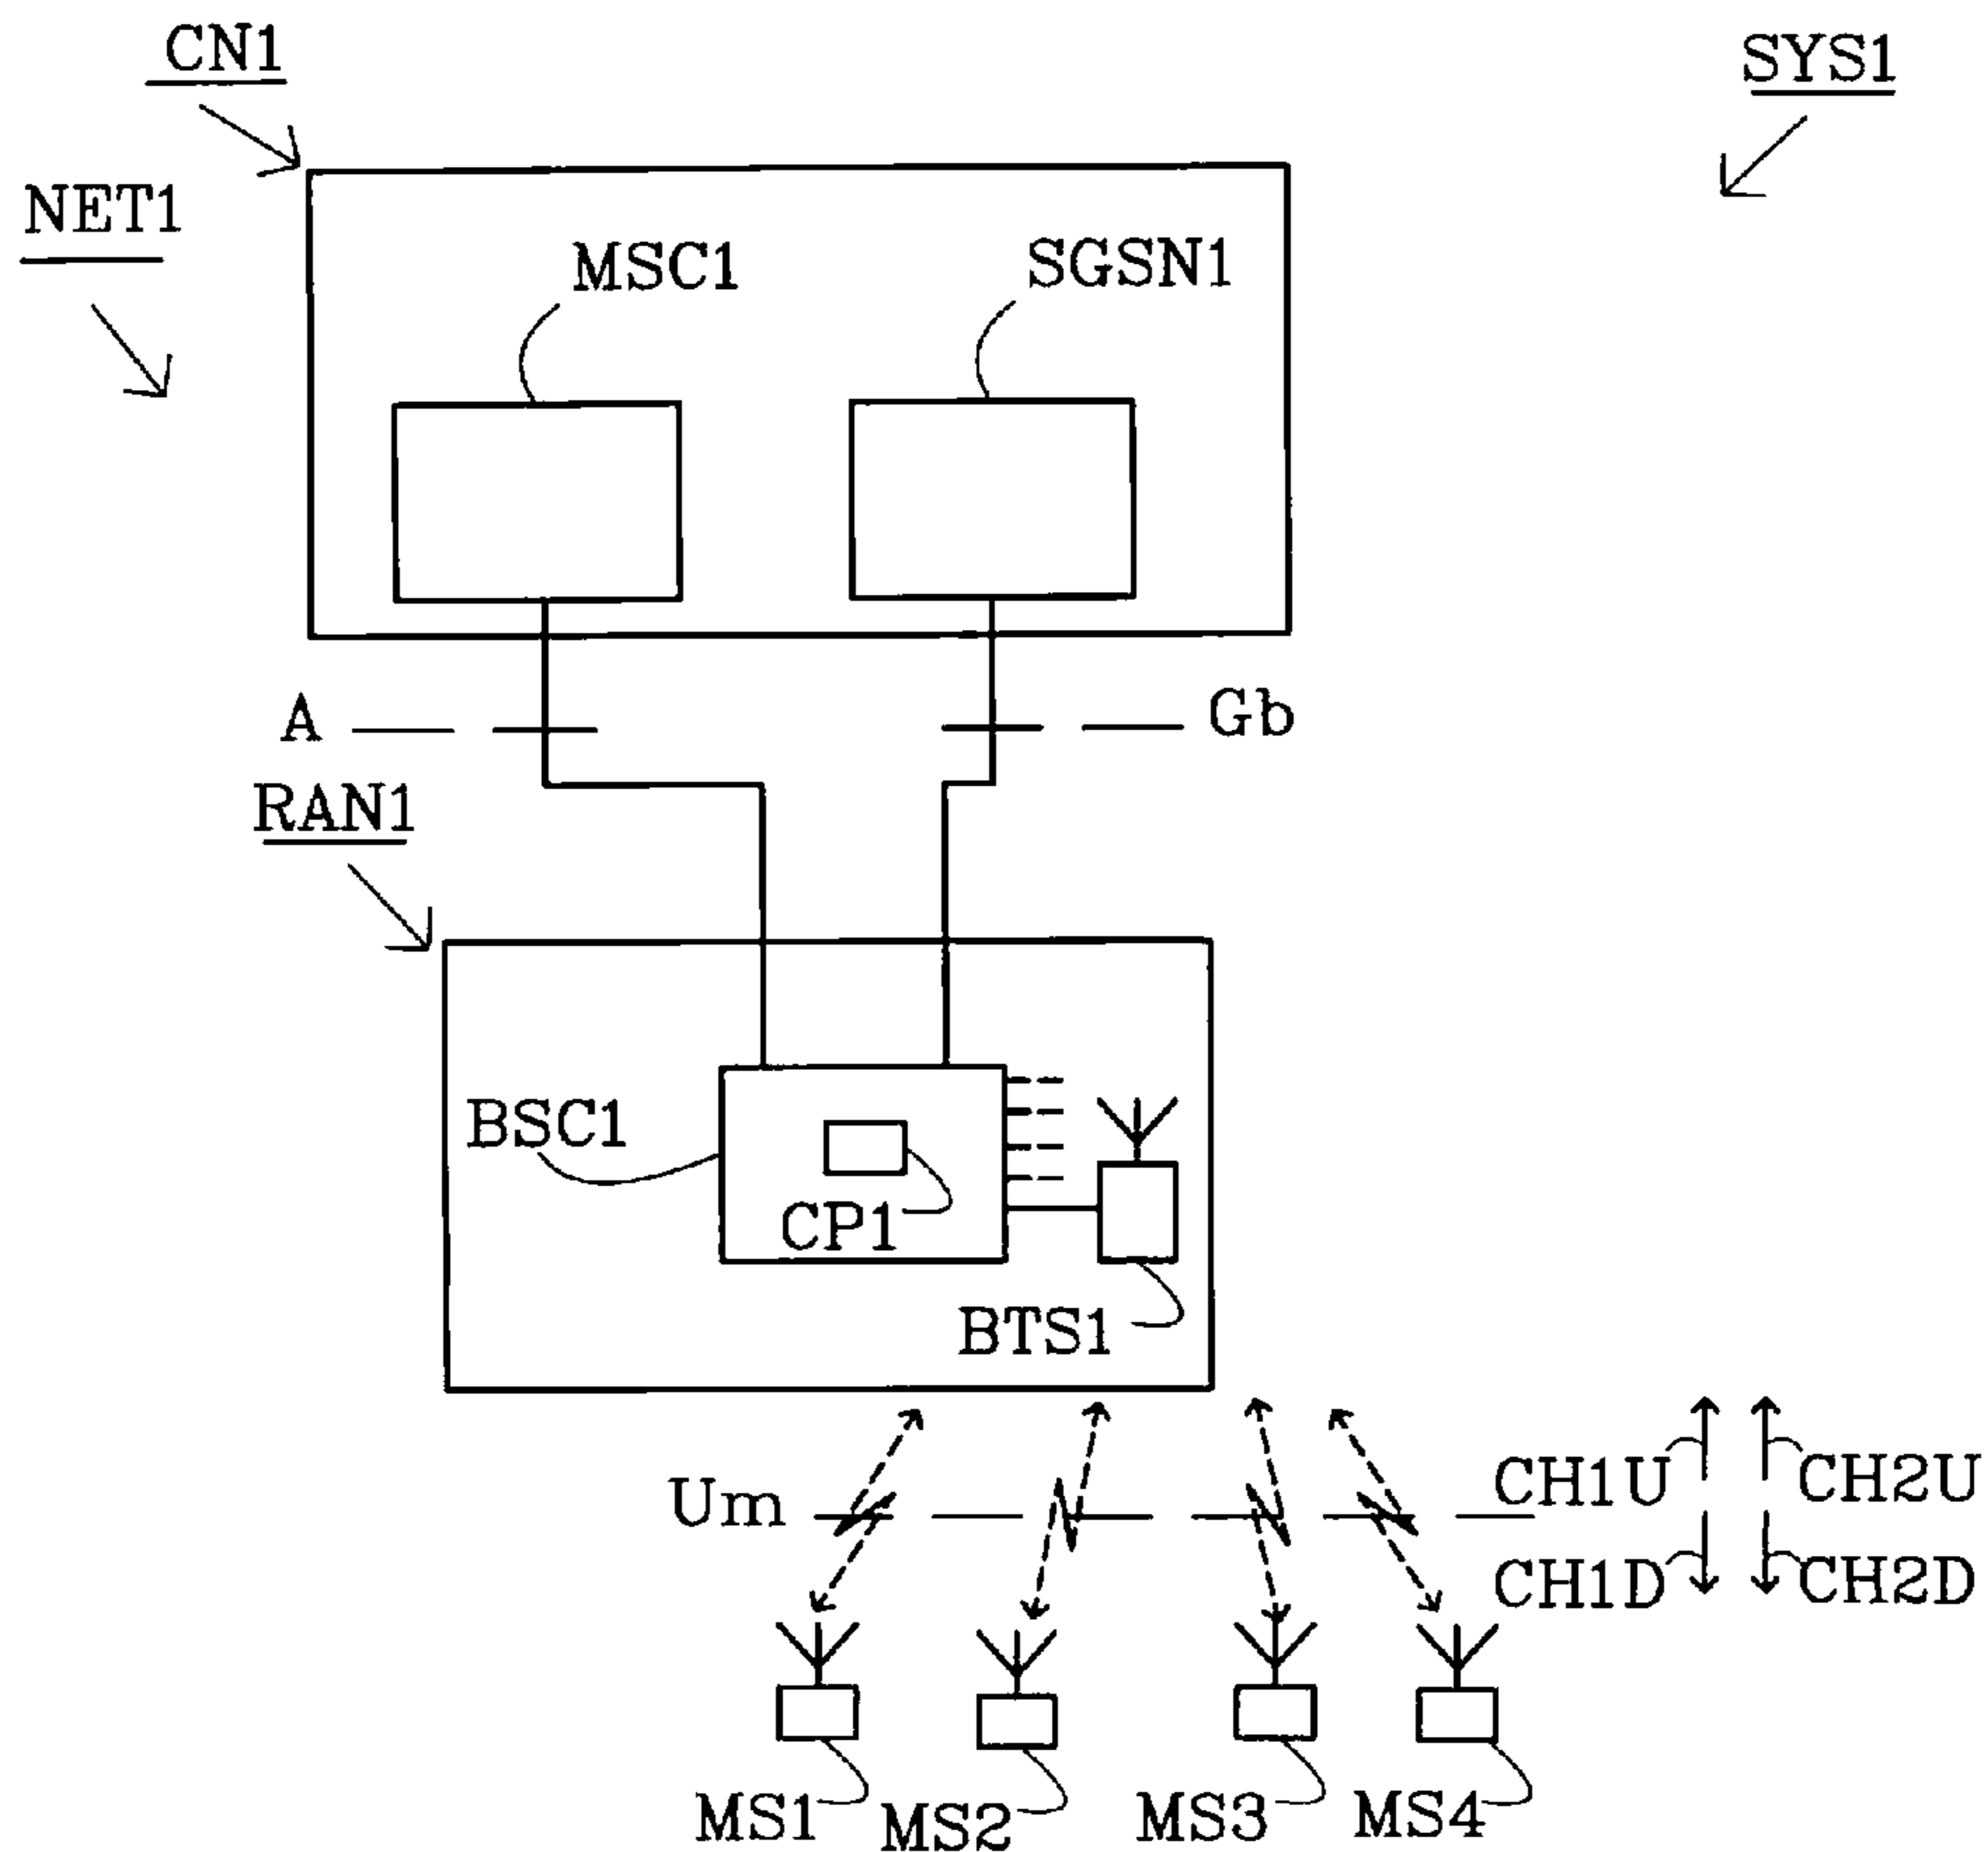 CN1
SYS1
NET1
MSC1
SGSN1
A
Gb
RAN1
BSC1
CP1
BTS1
Um
CH1U
CH2U
CH1D
CH2D
MS1
MS2
MS3
MS4